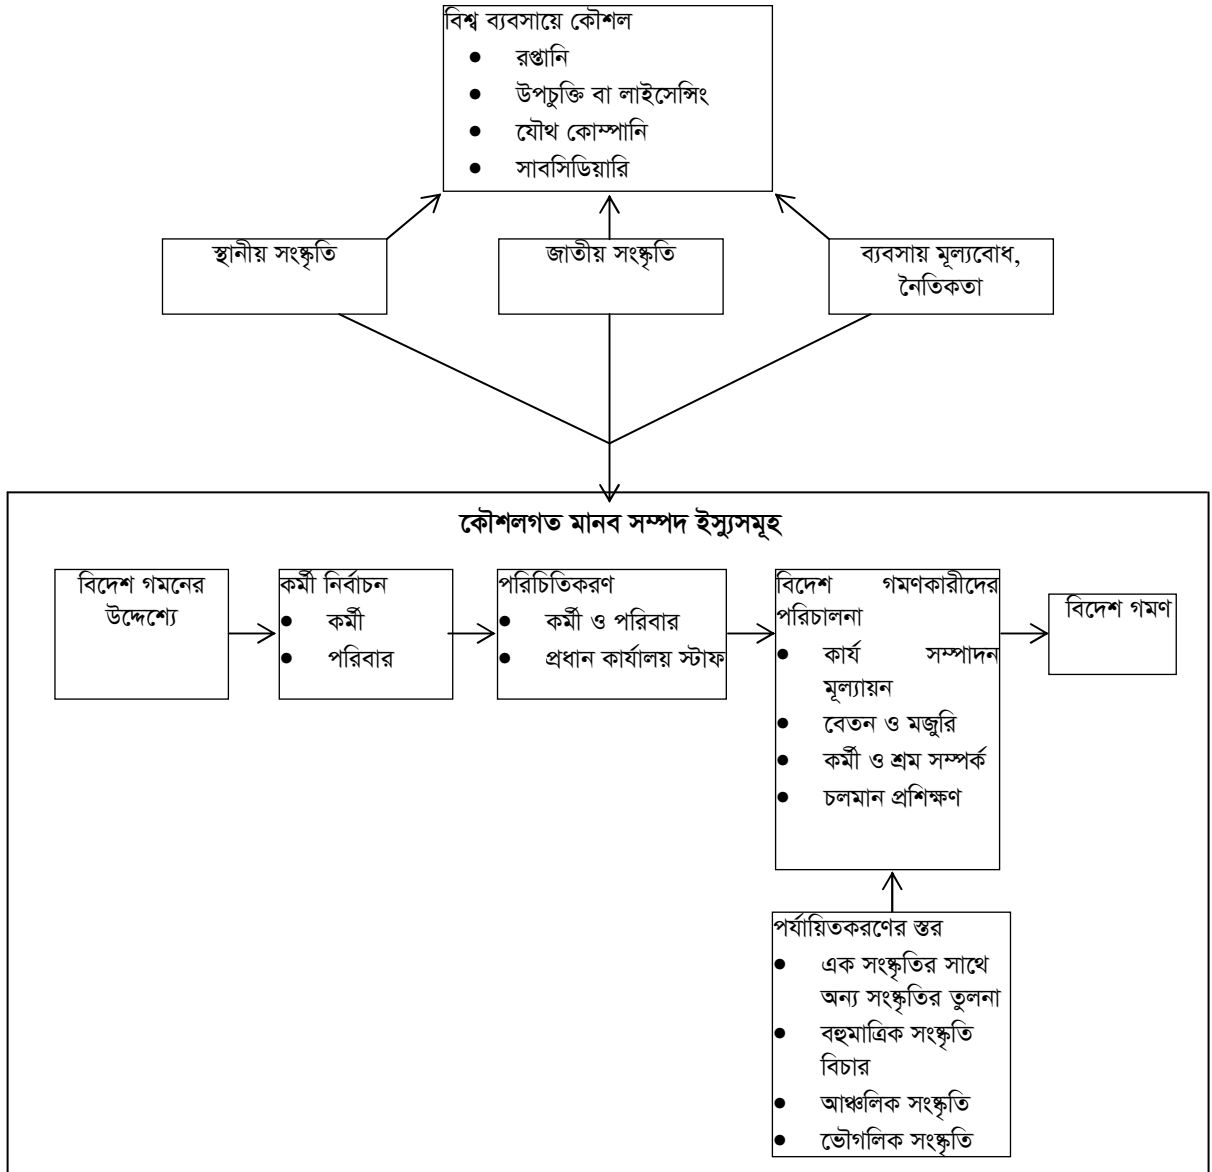 বিশ্ব ব্যবসায়ে কৌশল
● রপ্তানি
● উপচুক্তি বা লাইসেন্সিং
● যৌথ কোম্পানি
● সাবসিডিয়ারি
স্থানীয় সংষ্কৃতি
জাতীয় সংষ্কৃতি
ব্যবসায় মূল্যবোধ,
নৈতিকতা
কৌশলগত মানব সম্পদ ইস্যুসমূহ
বিদেশ গমনের
উদ্দেশ্যে
কর্মী নির্বাচন
● কর্মী
● পরিবার
পরিচিতিকরণ
● কর্মী ও পরিবার
● প্রধান কার্যালয় স্টাফ
বিদেশ গমণকারীদের
পরিচালনা
● কার্য সম্পাদন
মূল্যায়ন
● বেতন ও মজুরি
● কর্মী ও শ্রম সম্পর্ক
● চলমান প্রশিক্ষণ
বিদেশ গমণ
পর্যায়িতকরণের স্তর
● এক সংষ্কৃতির সাথে
অন্য সংষ্কৃতির তুলনা
● বহুমাত্রিক সংষ্কৃতি
বিচার
● আঞ্চলিক সংষ্কৃতি
● ভৌগলিক সংষ্কৃতি